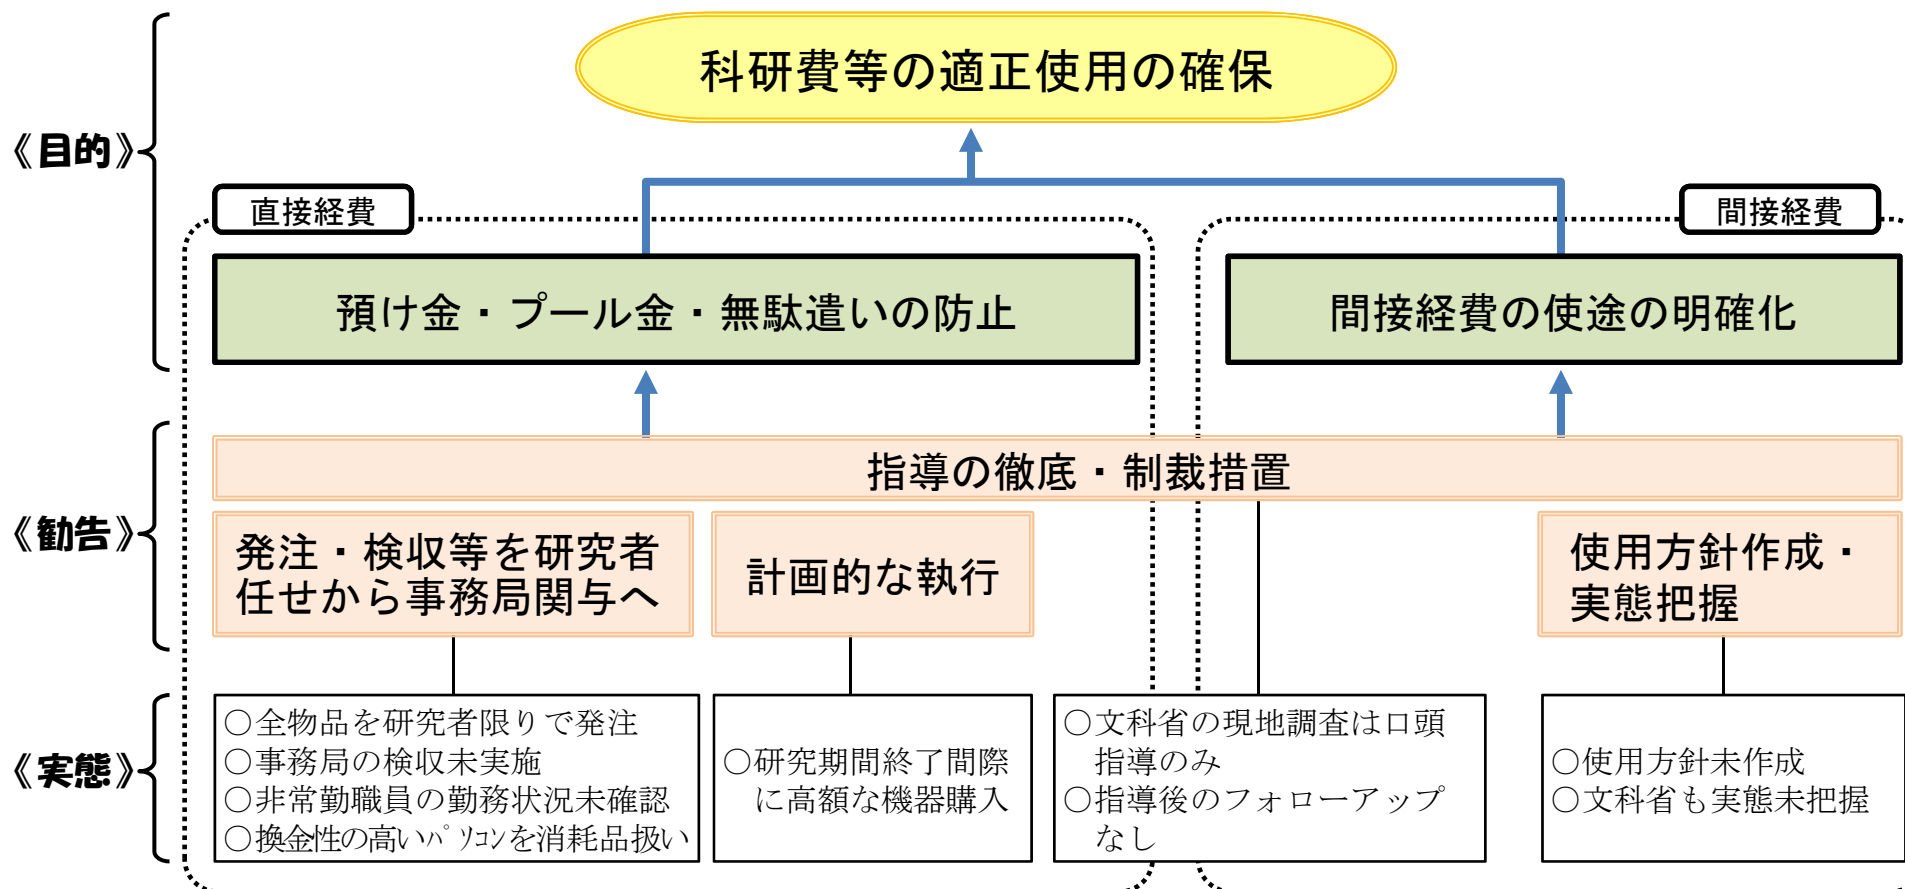 科研費等の適正使用の確保
《目的》
直接経費
間接経費
預け金・プール金・無駄遣いの防止
間接経費の使途の明確化
指導の徹底・制裁措置
《勧告》
発注・検収等を研究者
任せから事務局関与へ
計画的な執行
使用方針作成・
実態把握
《実態》
○全物品を研究者限りで発注
○事務局の検収未実施
○非常勤職員の勤務状況未確認
○換金性の高いパソコンを消耗品扱い
○研究期間終了間際
に高額な機器購入
○文科省の現地調査は口頭
指導のみ
○指導後のフォローアップ
なし
○使用方針未作成
○文科省も実態未把握